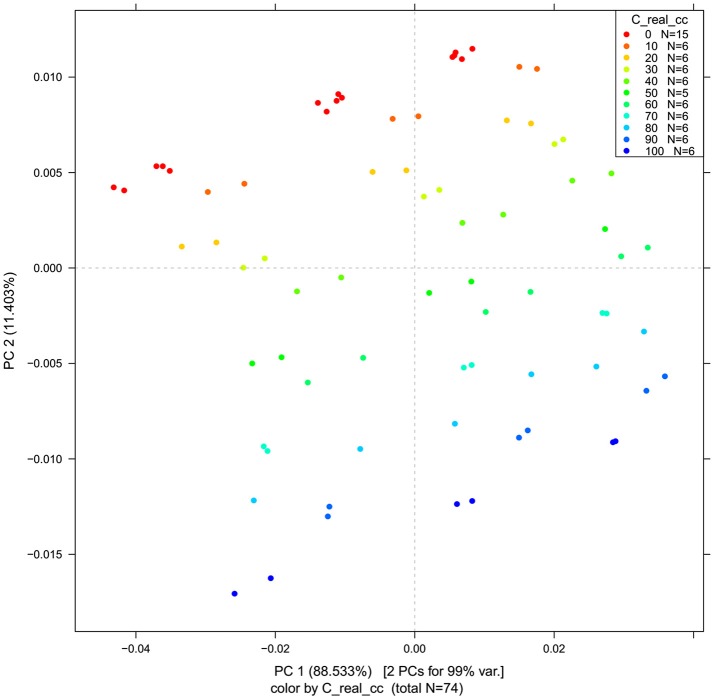 C_real_cc
0 N=15
10 N=6
20 N=6
30 N=6
40 N=6
50 N=5
60 N=6
70 N=6
80 N=6
90 N=6
100 N=6
0.010
0.005
0.000
−0.005
−0.010
−0.015
PC 2 (11.403%)
−0.04 −0.02 0.00 0.02
PC 1 (88.533%) [2 PCs for 99% var.]
color by C_real_cc (total N=74)